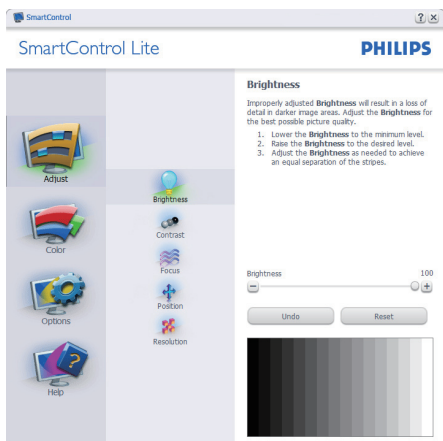 SmartControl
SmartControl Lite
PHILIPS
Adjust
Color
Options
Help
Brightness
Contrast
Focus
Position
Resolution
Brightness
Improperly adjusted Brightness will result in a loss of
detail in darker image areas. Adjust the Brightness for
the best possible picture quality.
1. Lower the Brightness to the minimum level.
2. Raise the Brightness to the desired level.
3. Adjust the Brightness as needed to achieve
an equal separation of the stripes.
Brightness 100
Undo Reset